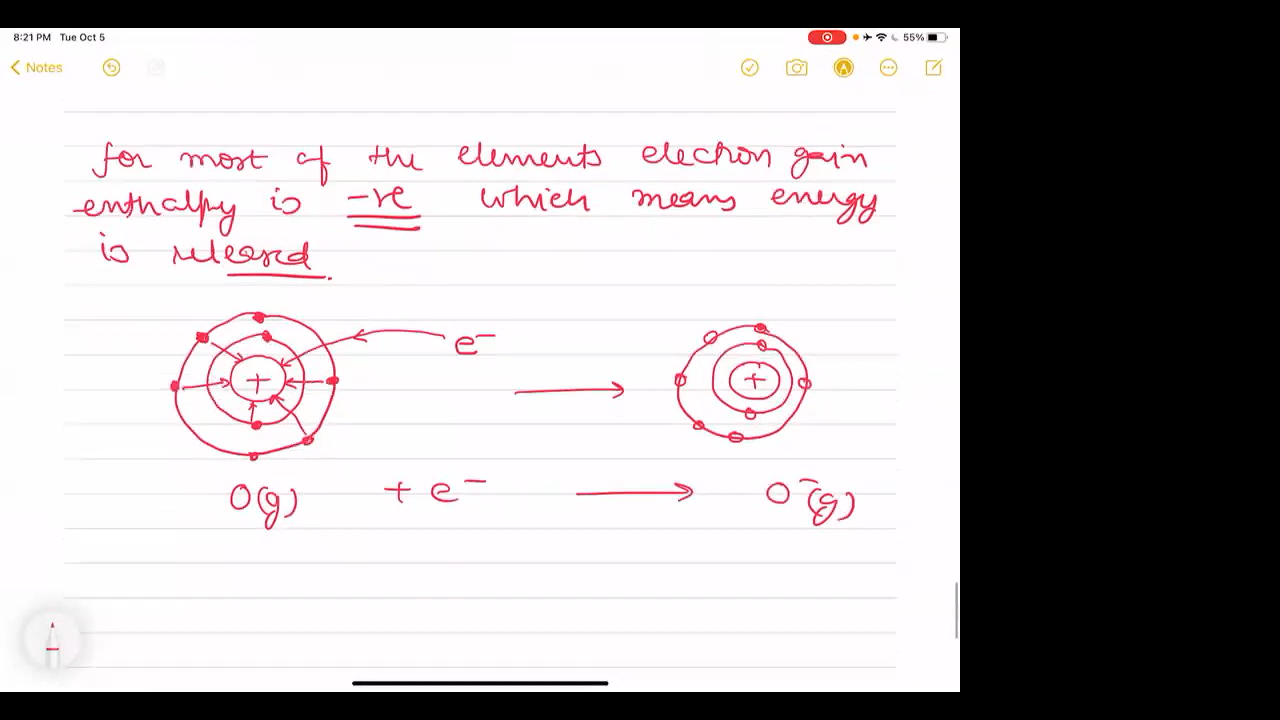 8:21 PM Tue Oct 5
55%
Notes
for most of the elements electron gain
enthalpy is -ve which means energy
is released.
e⁻
+ +
O(g) + e⁻ → O⁻(g)